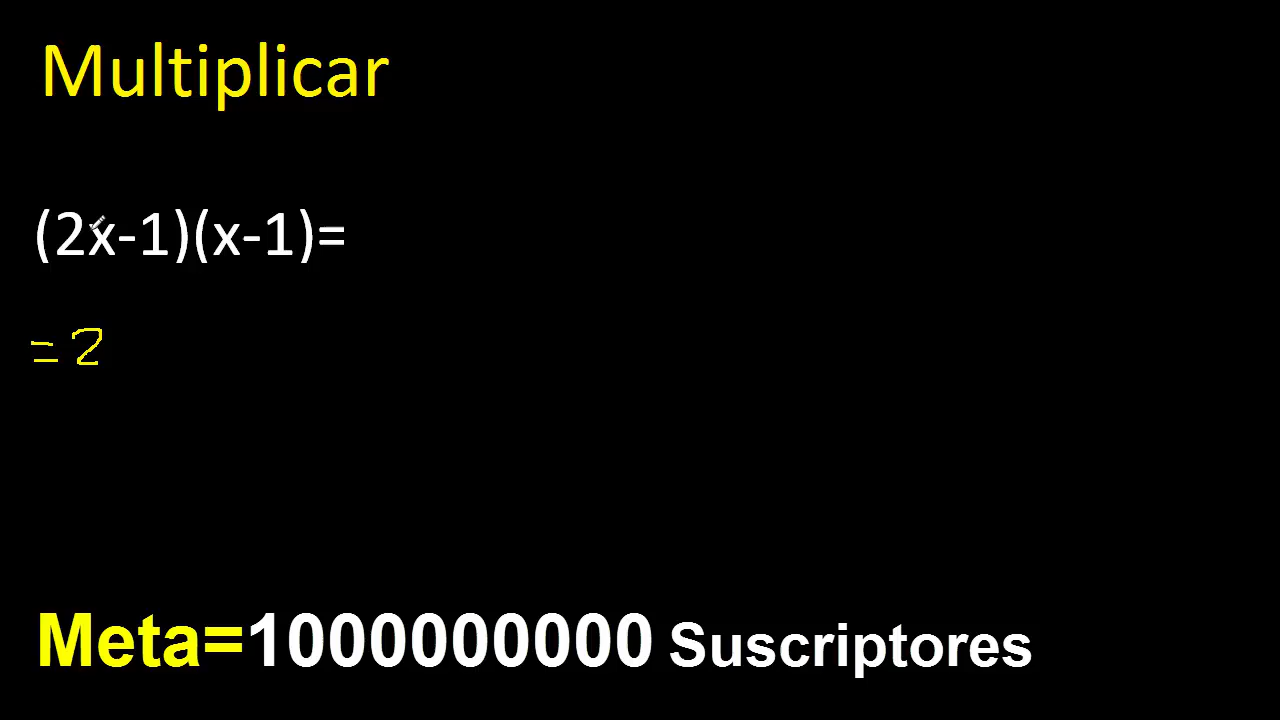 Multiplicar
(2x-1)(x-1)=
=2
Meta=1000000000 Suscriptores